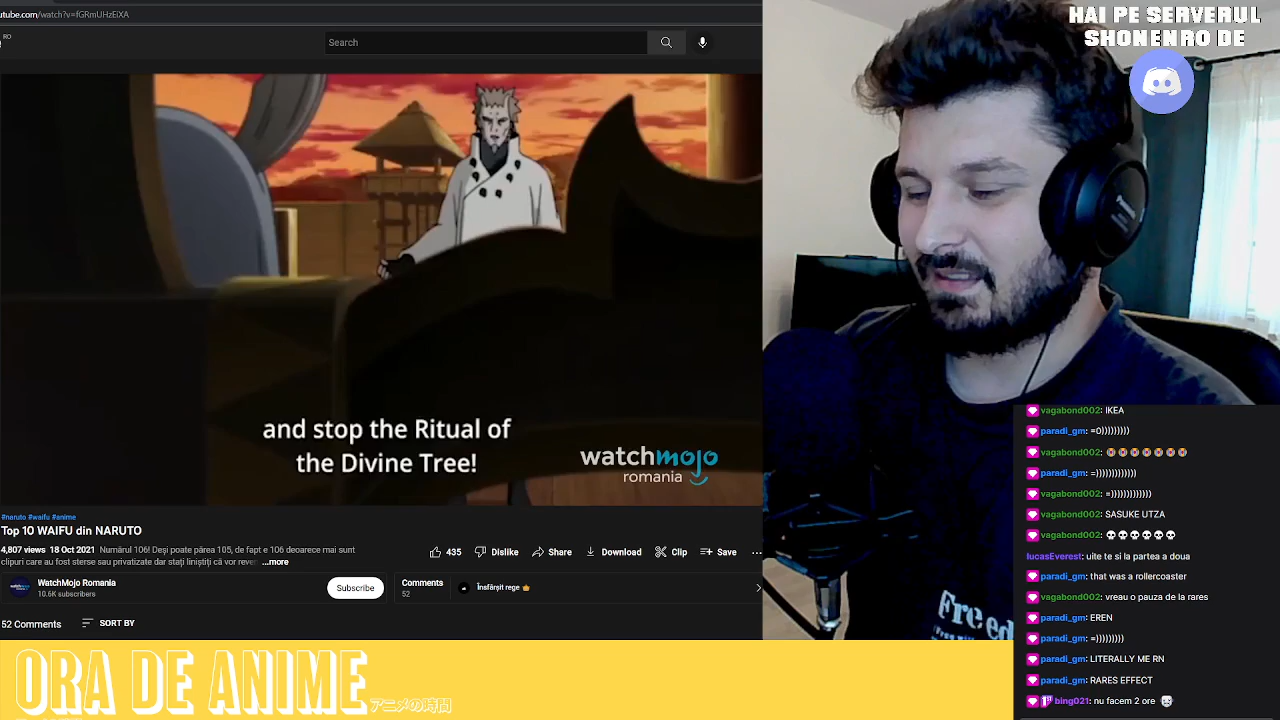 utube.com/watch?v=fGRmUHzEiXA
RO
Search
HAI PE SERVERUL
SHONENRO DE
and stop the Ritual of
the Divine Tree!
watchmojo
romania
#naruto #waifu #anime
Top 10 WAIFU din NARUTO
4,807 views 18 Oct 2021 Numărul 106! Deși poate părea 105, de fapt e 106 deoarece mai sunt
clipuri care au fost sterse sau privatizate dar stați liniștiți că vor rever ...more
435
Dislike
Share
Download
Clip
Save
...
WatchMojo Romania
10.6K subscribers
Subscribe
Comments
52
Însfârșit rege 👑
52 Comments
SORT BY
vagabond002: IKEA
paradi_gm: =0)))))))))
vagabond002:
paradi_gm: =))))))))))))
vagabond002: =))))))))))))
vagabond002: SASUKE UTZA
vagabond002: 💀💀💀💀💀💀
lucasEverest: uite te si la partea a doua
paradi_gm: that was a rollercoaster
vagabond002: vreau o pauza de la rares
paradi_gm: EREN
paradi_gm: =)))))))))
paradi_gm: LITERALLY ME RN
paradi_gm: RARES EFFECT
bing021: nu facem 2 ore
ORA DE ANIME
アニメの時間